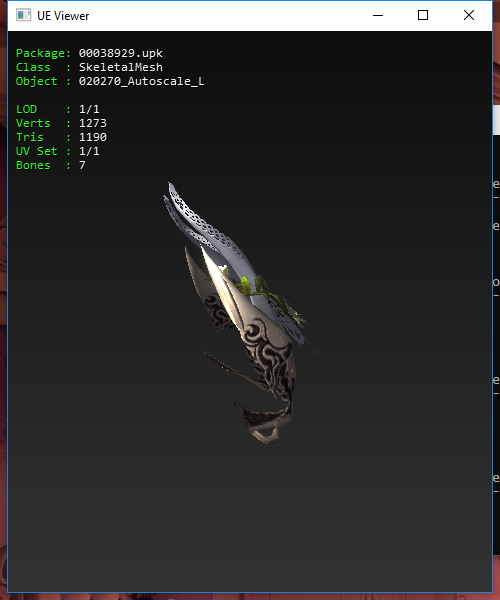 UE Viewer
Package: 00038929.upk
Class : SkeletalMesh
Object : 020270_Autoscale_L
LOD : 1/1
Verts : 1273
Tris : 1190
UV Set : 1/1
Bones : 7